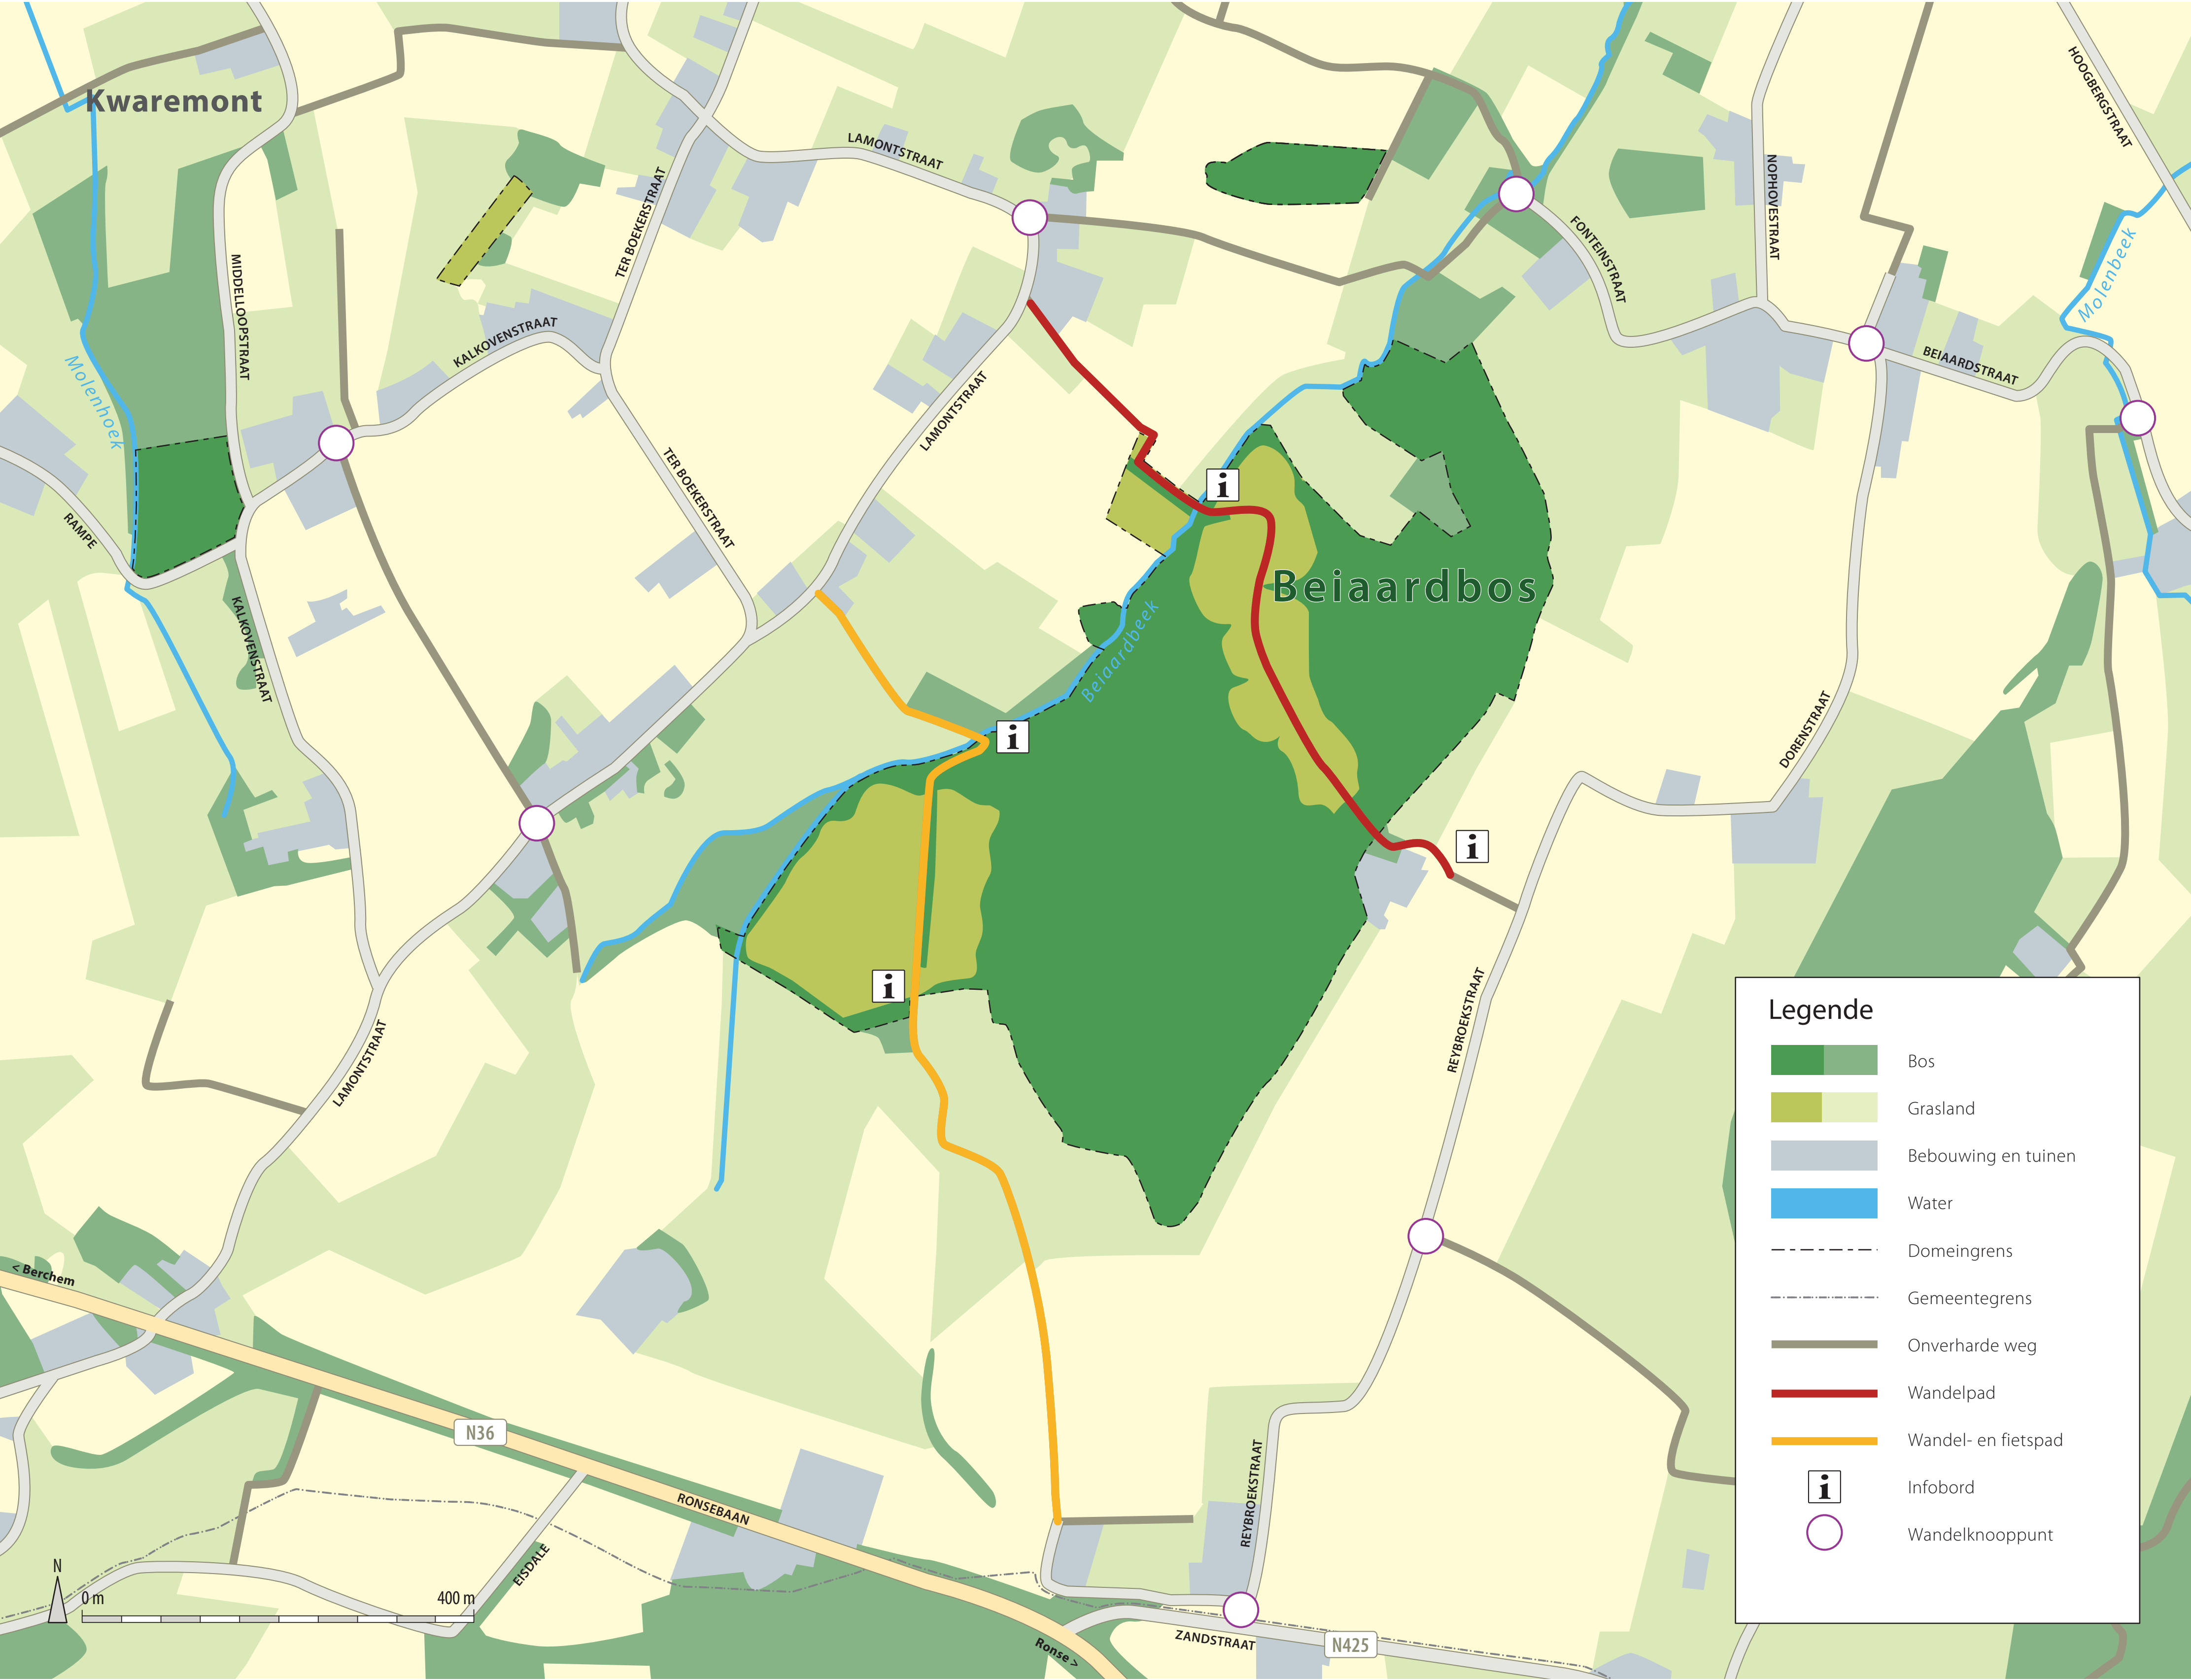 Kwaremont
HOOGBERGSTRAAT
LAMONTSTRAAT
NOPHOVESTRAAT
TER BOEKERSTRAAT
FONTEINSTRAAT
Molenbeek
MIDDELLOOPSTRAAT
KALKOVENSTRAAT
Molenhoek
BEIAARDSTRAAT
LAMONTSTRAAT
TER BOEKERSTRAAT
RAMPE
i
Beiaardbos
KALKOVENSTRAAT
Beiaardbeek
i
DORENSTRAAT
i
i
REYBROEKSTRAAT
LAMONTSTRAAT
< Berchem
N36
RONSEBAAN
REYBROEKSTRAAT
EISDALE
N
0 m
400 m
ZANDSTRAAT
N425
Ronse >
Legende
Bos
Grasland
Bebouwing en tuinen
Water
Domeingrens
Gemeentegrens
Onverharde weg
Wandelpad
Wandel- en fietspad
i Infobord
Wandelknooppunt